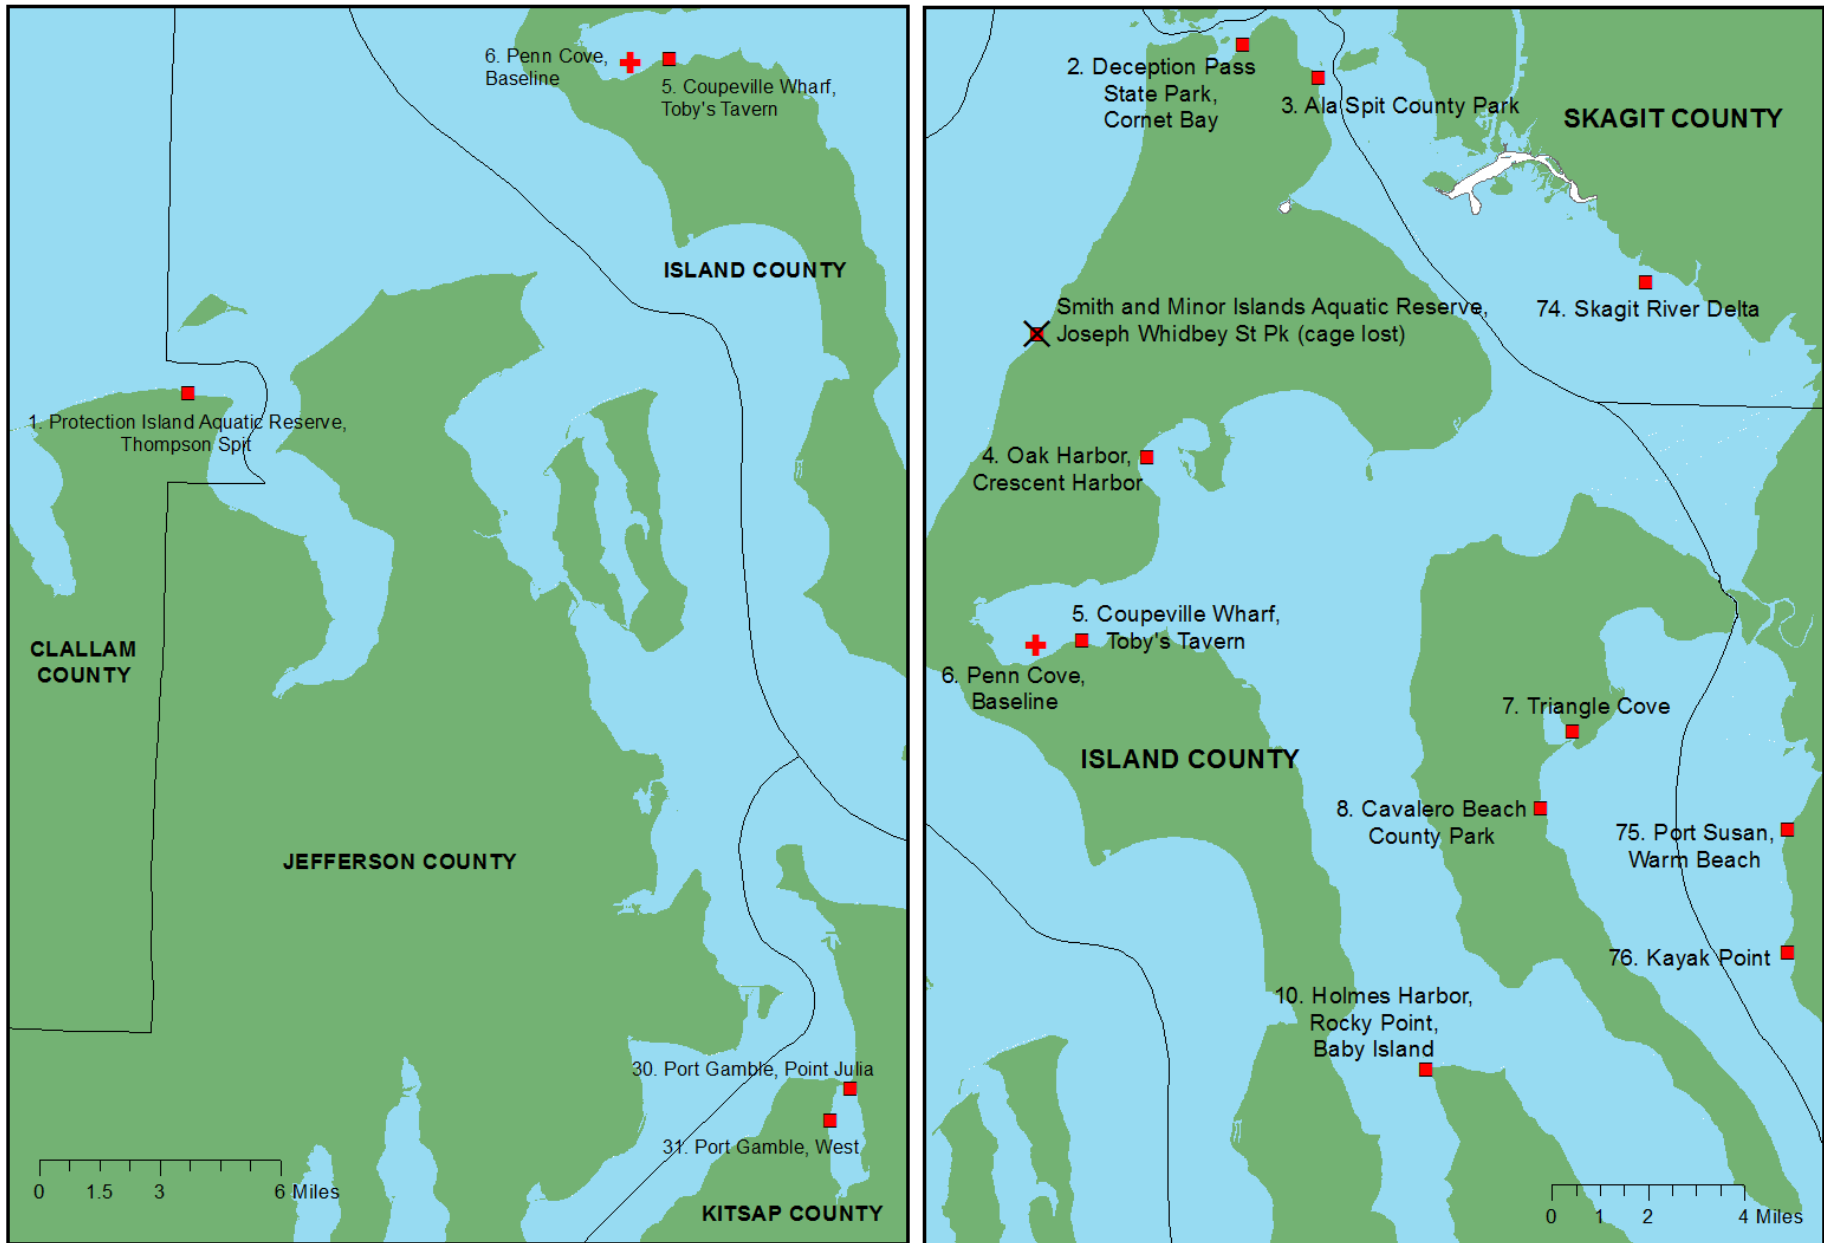 6. Penn Cove,
Baseline
5. Coupeville Wharf,
Toby's Tavern
ISLAND COUNTY
1. Protection Island Aquatic Reserve,
Thompson Spit
CLALLAM
COUNTY
JEFFERSON COUNTY
30. Port Gamble, Point Julia
31. Port Gamble, West
KITSAP COUNTY
0 1.5 3 6 Miles
2. Deception Pass
State Park,
Cornet Bay
3. Ala Spit County Park
SKAGIT COUNTY
74. Skagit River Delta
Smith and Minor Islands Aquatic Reserve,
Joseph Whidbey St Pk (cage lost)
4. Oak Harbor,
Crescent Harbor
5. Coupeville Wharf,
Toby's Tavern
6. Penn Cove,
Baseline
7. Triangle Cove
ISLAND COUNTY
8. Cavalero Beach
County Park
75. Port Susan,
Warm Beach
76. Kayak Point
10. Holmes Harbor,
Rocky Point,
Baby Island
0 1 2 4 Miles